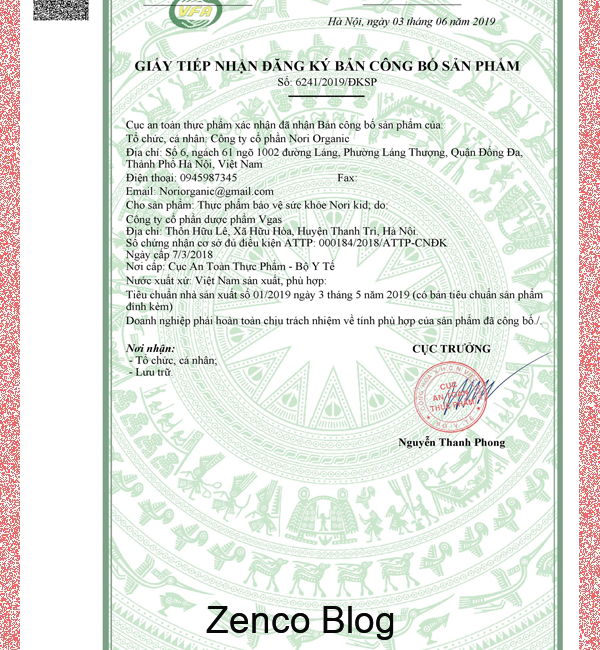 VFA
Hà Nội, ngày 03 tháng 06 năm 2019
GIẤY TIẾP NHẬN ĐĂNG KÝ BẢN CÔNG BỐ SẢN PHẨM
Số: 6241/2019/ĐKSP
Cục an toàn thực phẩm xác nhận đã nhận Bản công bố sản phẩm của:
Tổ chức, cá nhân: Công ty cổ phần Nori Organic
Địa chỉ: Số 6, ngách 61 ngõ 1002 đường Láng, Phường Láng Thượng, Quận Đống Đa,
Thành Phố Hà Nội, Việt Nam
Điện thoại: 0945987345 Fax:
Email: Noriorganic@gmail.com
Cho sản phẩm: Thực phẩm bảo vệ sức khỏe Nori kid; do:
Công ty cổ phần dược phẩm Vgas
Địa chỉ: Thôn Hữu Lê, Xã Hữu Hòa, Huyện Thanh Trì, Hà Nội
Số chứng nhận cơ sở đủ điều kiện ATTP: 000184/2018/ATTP-CNĐK
Ngày cấp 7/3/2018
Nơi cấp: Cục An Toàn Thực Phẩm - Bộ Y Tế
Nước xuất xứ: Việt Nam sản xuất, phù hợp:
Tiêu chuẩn nhà sản xuất số 01/2019 ngày 3 tháng 5 năm 2019 (có bản tiêu chuẩn sản phẩm
đính kèm)
Doanh nghiệp phải hoàn toàn chịu trách nhiệm về tính phù hợp của sản phẩm đã công bố./.
Nơi nhận: CỤC TRƯỞNG
- Tổ chức, cá nhân;
- Lưu trữ.
CỤC
AN TOÀN
THỰC PHẨM
Nguyễn Thanh Phong
Zenco Blog